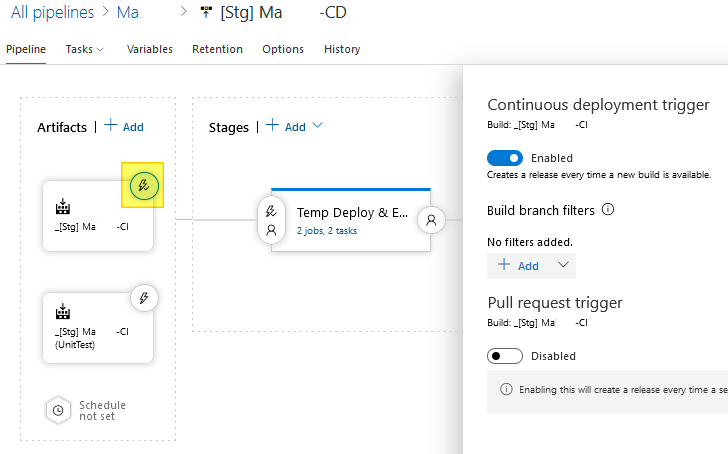 All pipelines > Ma > [Stg] Ma -CD
Pipeline Tasks Variables Retention Options History
Artifacts | + Add
Stages | + Add
_[Stg] Ma -CI
_[Stg] Ma -CI
(UnitTest)
Schedule
not set
Temp Deploy & E...
2 jobs, 2 tasks
Continuous deployment trigger
Build: _[Stg] Ma -CI
Enabled
Creates a release every time a new build is available.
Build branch filters
No filters added.
+ Add
Pull request trigger
Build: _[Stg] Ma -CI
Disabled
Enabling this will create a release every time a se